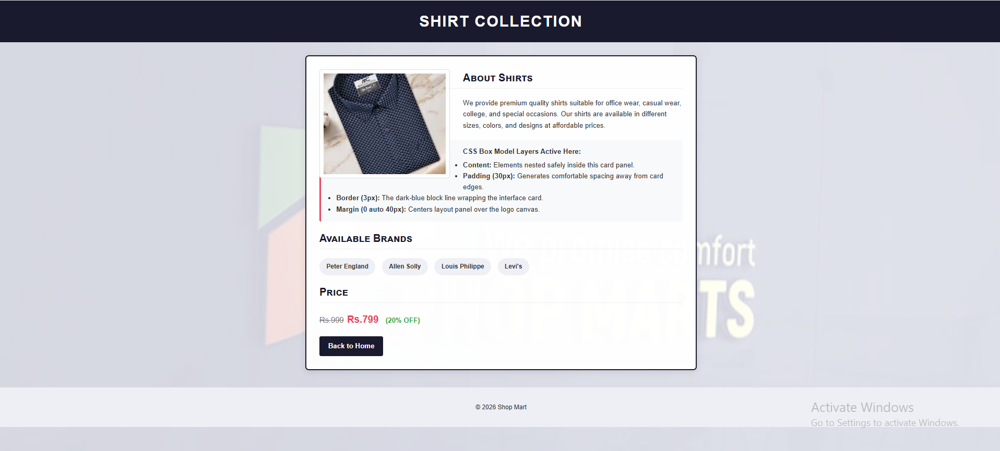 SHIRT COLLECTION
ABOUT SHIRTS
We provide premium quality shirts suitable for office wear, casual wear,
college, and special occasions. Our shirts are available in different
sizes, colors, and designs at affordable prices.
CSS Box Model Layers Active Here:
• Content: Elements nested safely inside this card panel.
• Padding (30px): Generates comfortable spacing away from card
edges.
• Border (3px): The dark-blue block line wrapping the interface card.
• Margin (0 auto 40px): Centers layout panel over the logo canvas.
AVAILABLE BRANDS
We promise comfort
Peter England Allen Solly Louis Philippe Levi's
SHOP MARTS
PRICE
Rs.999 Rs.799 (20% OFF)
Back to Home
© 2026 Shop Mart
Activate Windows
Go to Settings to activate Windows.